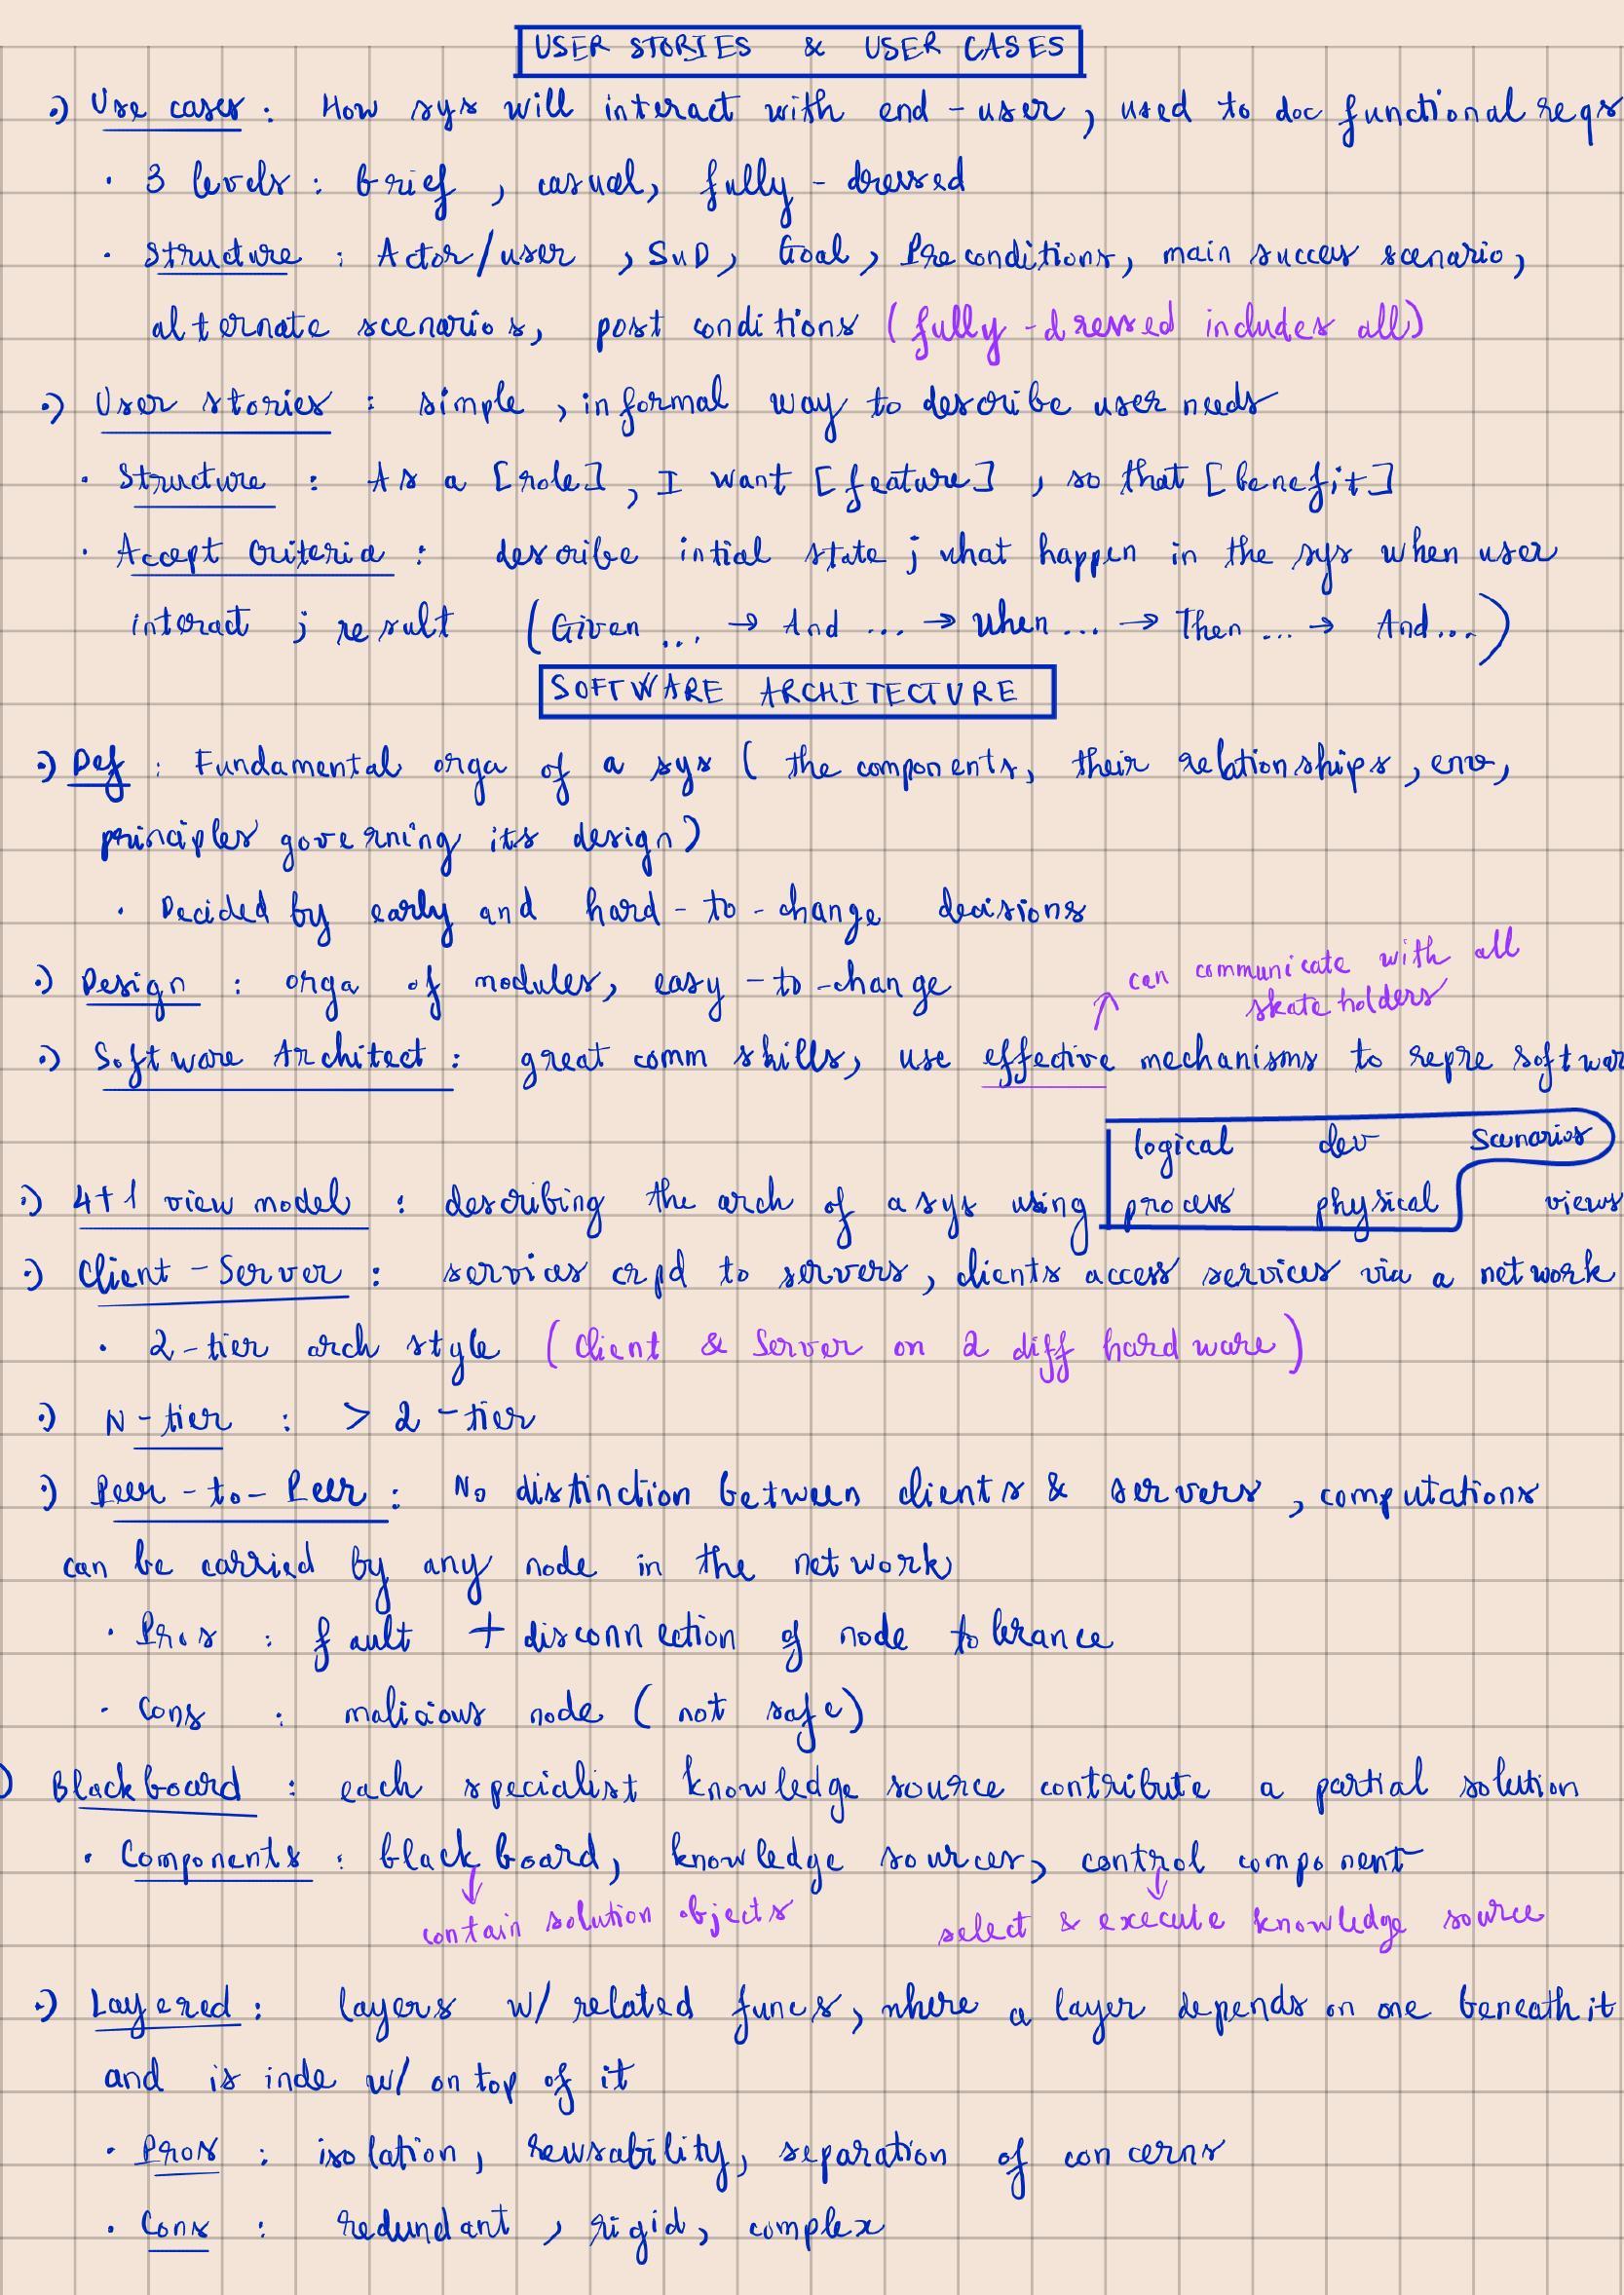 USER STORIES & USER CASES
Use cases : How sys will interact with end-user, used to doc functional reqs
· 3 levels : brief, casual, fully-dressed
· Structure : Actor/user, SuD, Goal, Preconditions, main succes scenario,
alternate scenarios, post conditions (fully-dressed includes all)
User stories : simple, informal way to describe user needs
· Structure : As a [role], I want [feature], so that [benefit]
· Accept Criteria : describe intial state ; what happen in the sys when user
interact ; result (Given ... → And ... → When ... → Then ... → And ...)
SOFTWARE ARCHITECTURE
Def : Fundamental orga of a sys (the components, their relationships, env,
principles governing its design)
· Decided by early and hard-to-change decisions
Design : orga of modules, easy-to-change
can communicate with all
skateholders
Software Architect : great comm skills, use effective mechanisms to repre softwar
logical dev Scenarios
4+1 view model : describing the arch of a sys using process physical views
Client-Server : services crpd to servers, clients access services via a network
· 2-tier arch style (Client & Server on 2 diff hardware)
N-tier : > 2-tier
Peer-to-Peer : No distinction between clients & servers, computations
can be carried by any node in the network
· Pros : fault + disconnection of node tolerance
· Cons : malicious node (not safe)
Blackboard : each specialist knowledge source contribute a partial solution
· Components : blackboard, knowledge sources, control component
↓ ↓
contain solution objects select & execute knowledge source
Layered : layers w/ related funcs, where a layer depends on one beneath it
and is inde w/ on top of it
· Pros : isolation, reusability, separation of concerns
· Cons : redundant, rigid, complex